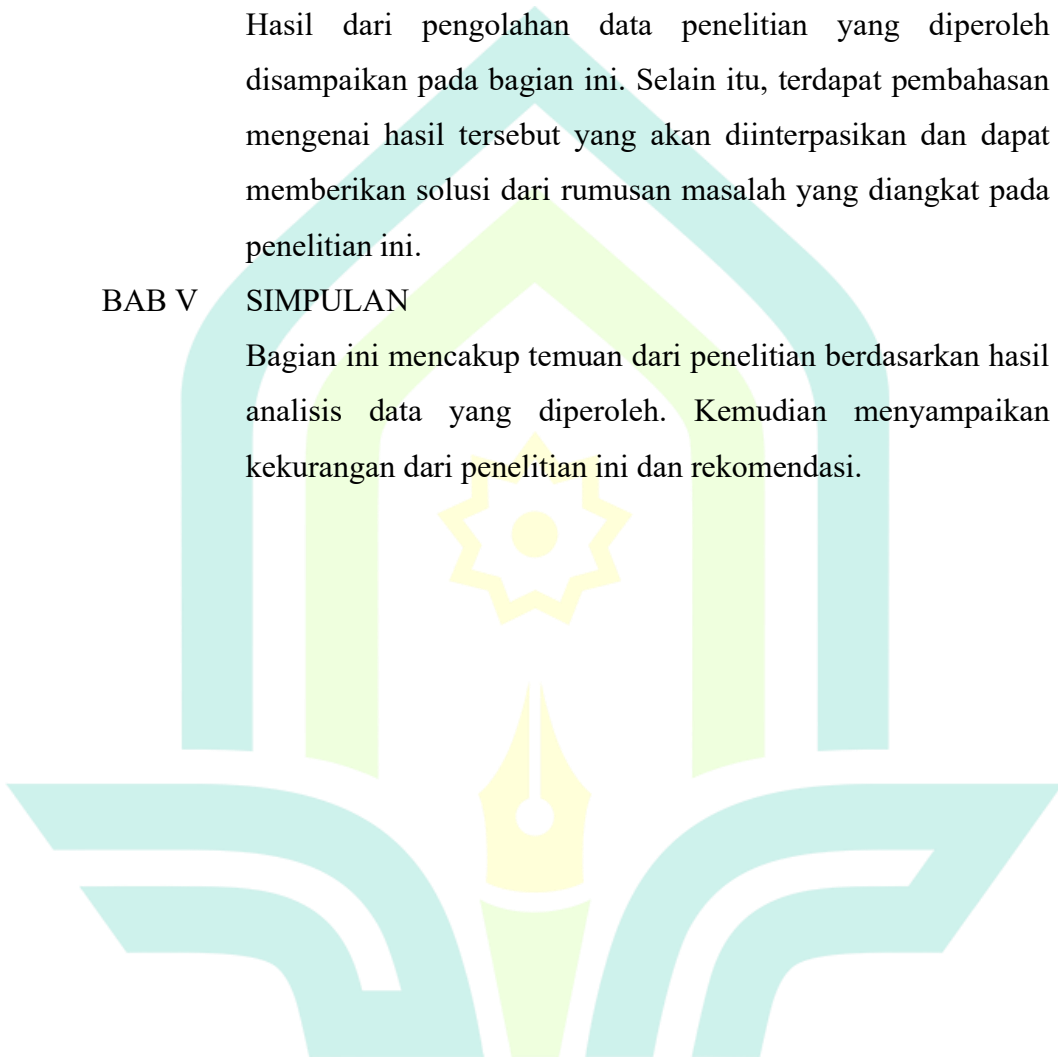 Hasil dari pengolahan data penelitian yang diperoleh
disampaikan pada bagian ini. Selain itu, terdapat pembahasan
mengenai hasil tersebut yang akan diinterpasikan dan dapat
memberikan solusi dari rumusan masalah yang diangkat pada
penelitian ini.
BAB V SIMPULAN
Bagian ini mencakup temuan dari penelitian berdasarkan hasil
analisis data yang diperoleh. Kemudian menyampaikan
kekurangan dari penelitian ini dan rekomendasi.